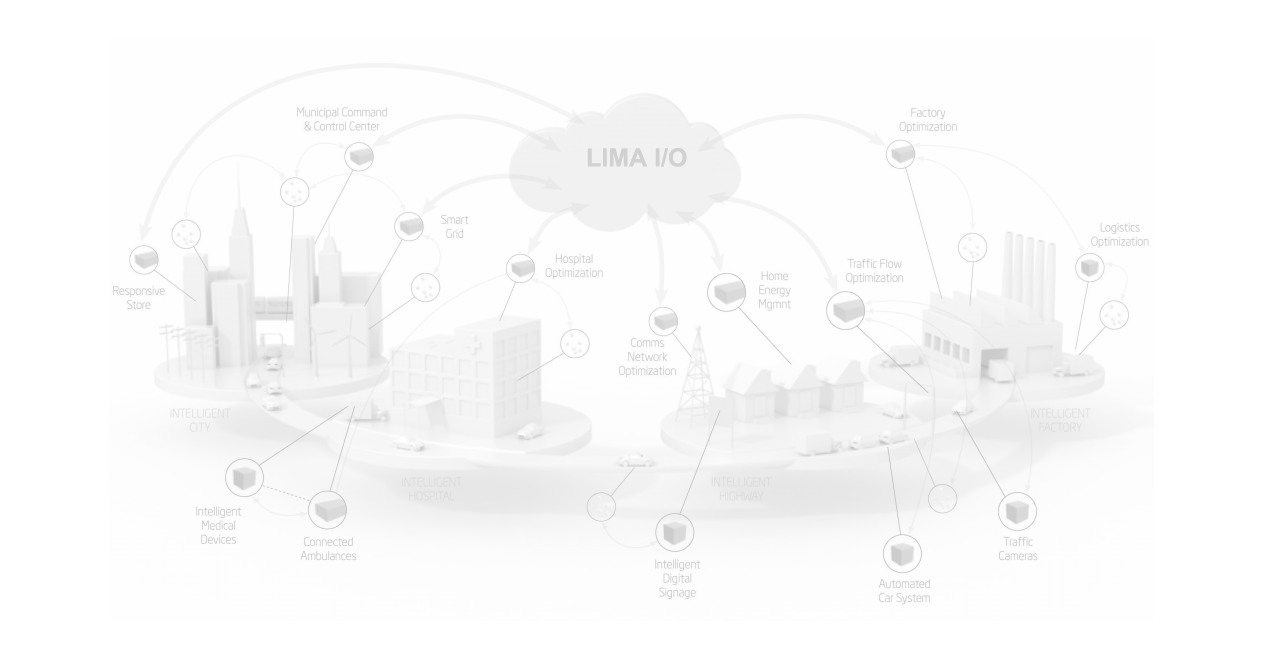 Municipal Command
& Control Center
LIMA I/O
Factory
Optimization
Smart
Grid
Logistics
Optimization
Hospital
Optimization
Traffic Flow
Optimization
Home
Energy
Mgmnt
Responsive
Store
Comms
Network
Optimization
INTELLIGENT
CITY
INTELLIGENT
FACTORY
INTELLIGENT
HOSPITAL
INTELLIGENT
HIGHWAY
Intelligent
Medical
Devices
Connected
Ambulances
Traffic
Cameras
Intelligent
Digital
Signage
Automated
Car System